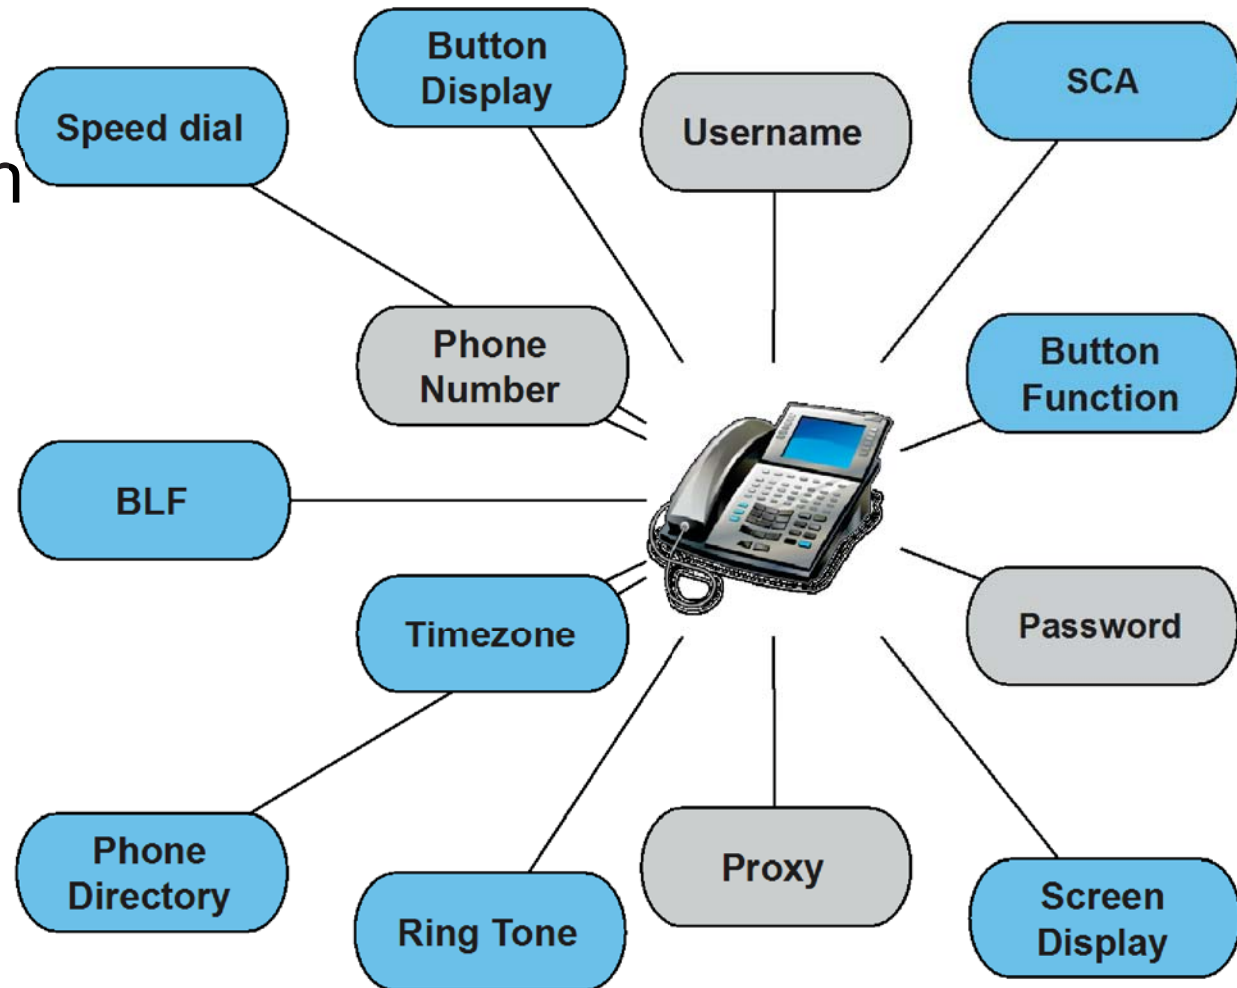 Button
Display
SCA
Speed dial
Username
n
Phone
Number
Button
Function
BLF
Timezone
Password
Phone
Directory
Proxy
Ring Tone
Screen
Display